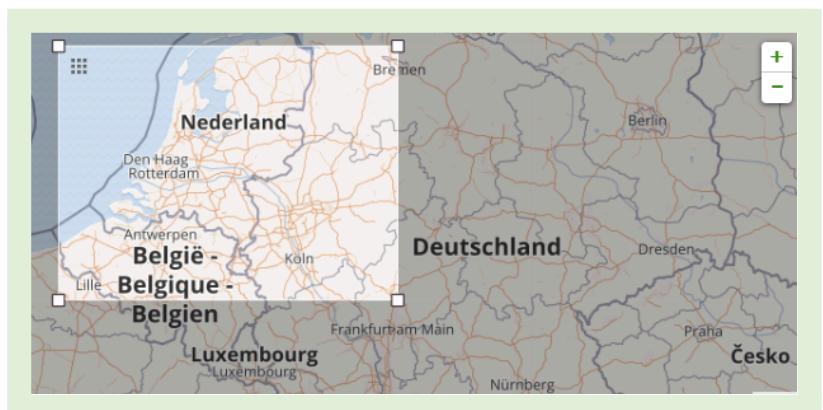 +
−
Bremen
Berlin
Nederland
Den Haag
Rotterdam
Antwerpen
België -
Belgique -
Belgien
Köln
Deutschland
Dresden
Lille
Frankfurt am Main
Praha
Luxembourg
Luxembourg
Česko
Nürnberg